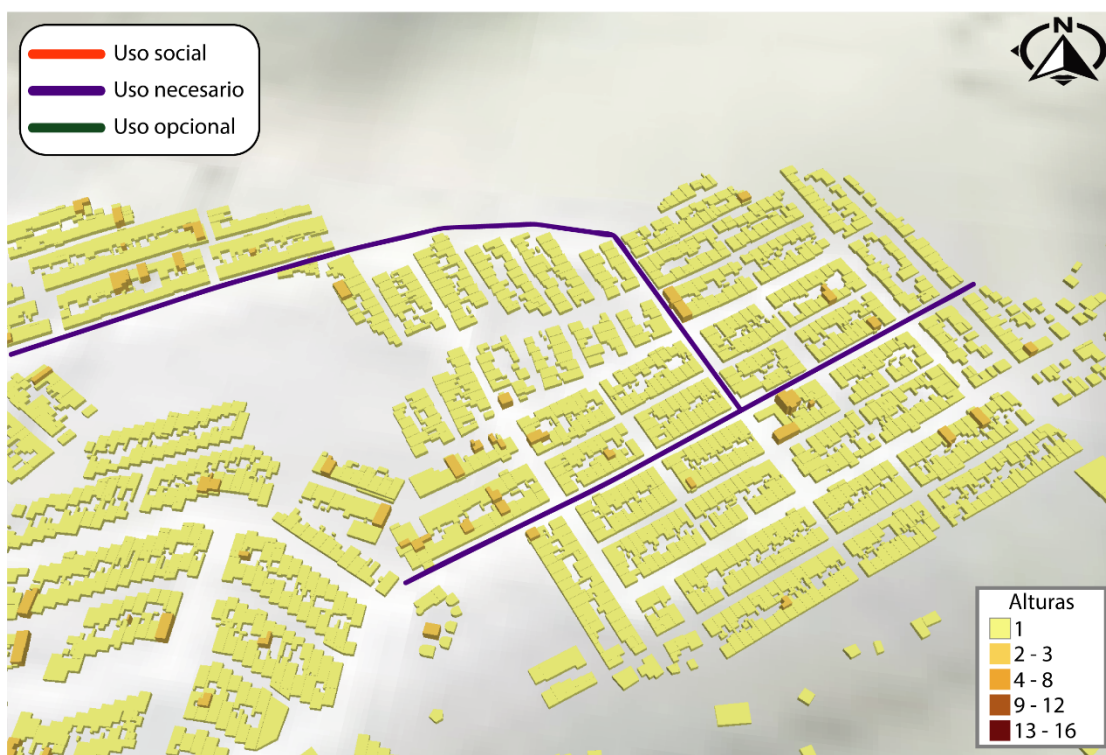 Uso social
Uso necesario
Uso opcional
N
Alturas
1
2 - 3
4 - 8
9 - 12
13 - 16